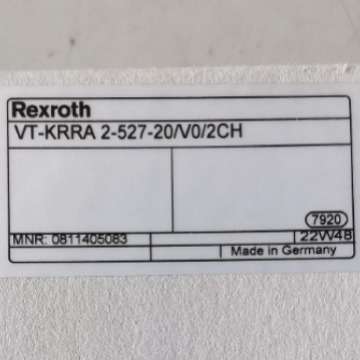 Rexroth
VT-KRRA 2-527-20/V0/2CH
7920
MNR: 0811405083
22W48
Made in Germany